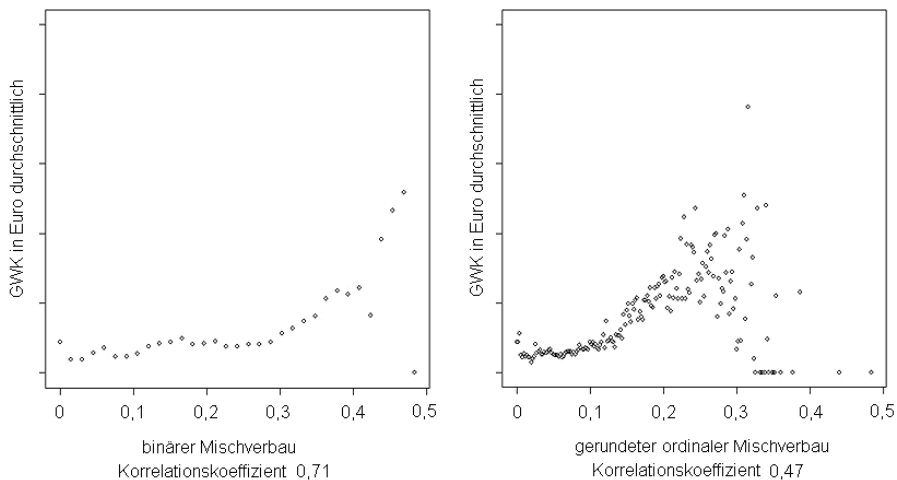 GWK in Euro durchschnittlich
0 0,1 0,2 0,3 0,4 0,5
binärer Mischverbau
Korrelationskoeffizient 0,71
GWK in Euro durchschnittlich
0 0,1 0,2 0,3 0,4 0,5
gerundeter ordinaler Mischverbau
Korrelationskoeffizient 0,47